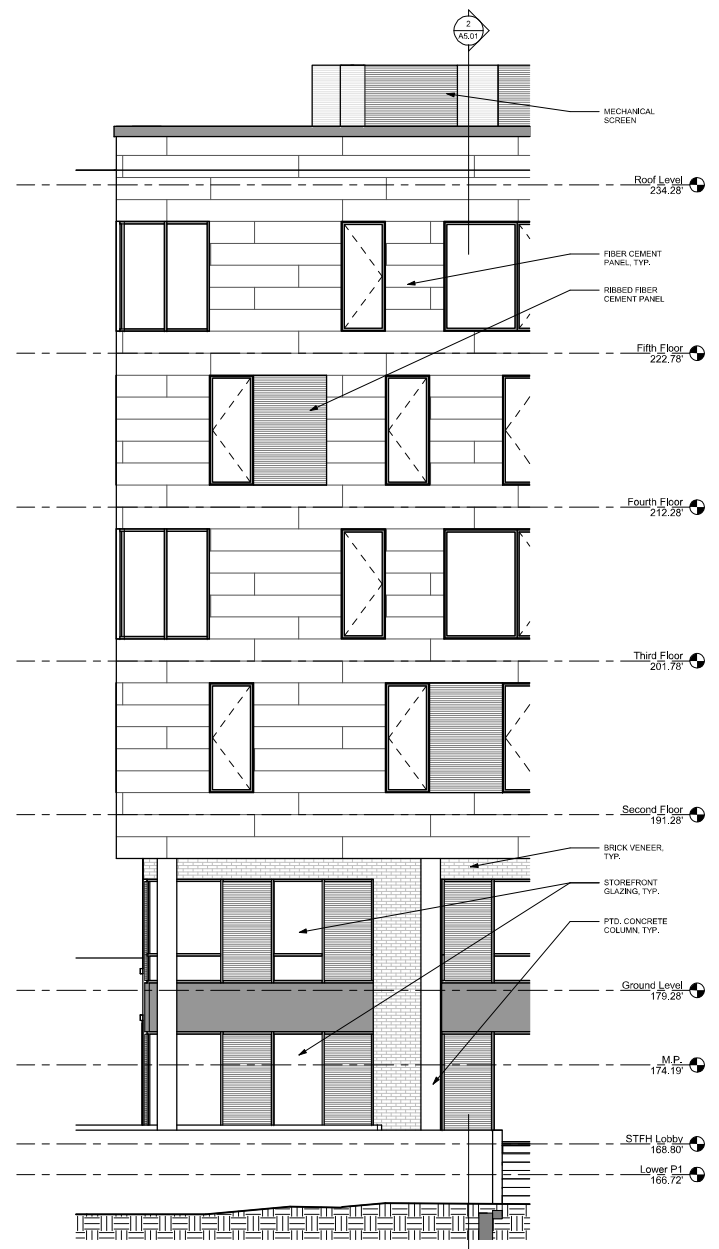 2
A5.01
MECHANICAL
SCREEN
Roof Level
234.28'
FIBER CEMENT
PANEL, TYP.
RIBBED FIBER
CEMENT PANEL
Fifth Floor
222.78'
Fourth Floor
212.28'
Third Floor
201.78'
Second Floor
191.28'
BRICK VENEER,
TYP.
STOREFRONT
GLAZING, TYP.
PTD. CONCRETE
COLUMN, TYP.
Ground Level
179.28'
M.P.
174.19'
STFH Lobby
168.80'
Lower P1
166.72'